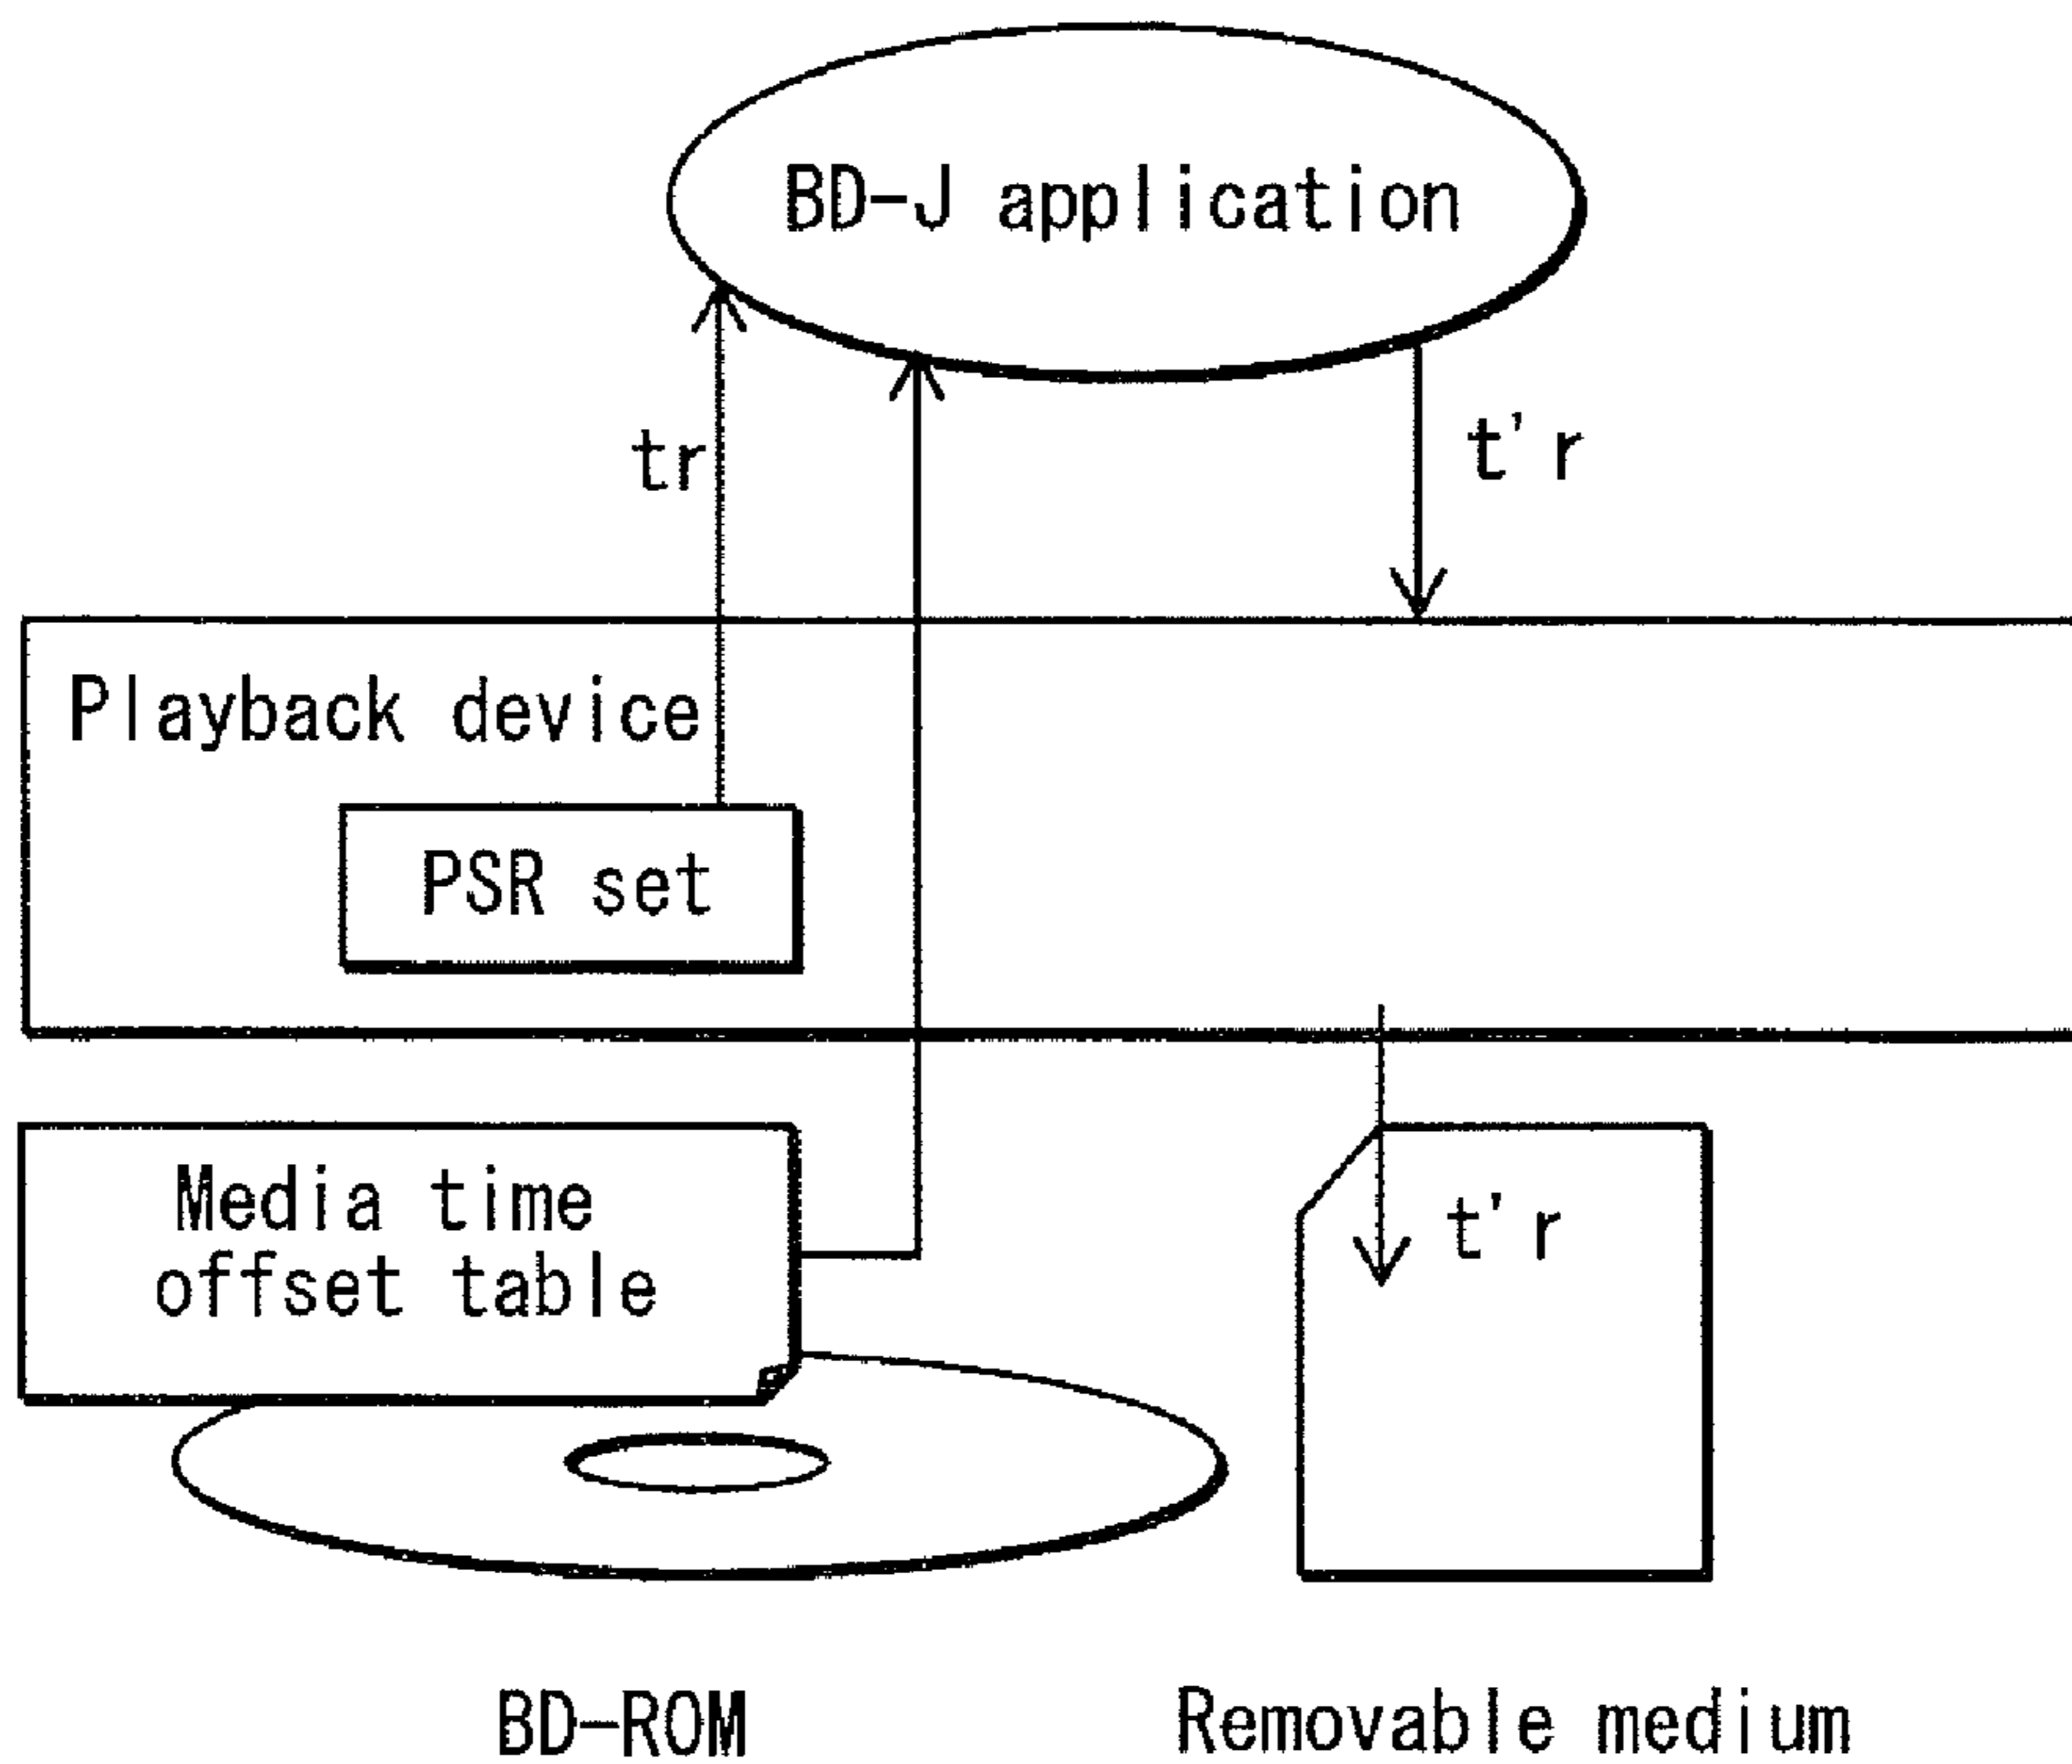 BD-J application
tr
t'r
Playback device
PSR set
Media time
offset table
t'r
BD-ROM
Removable medium